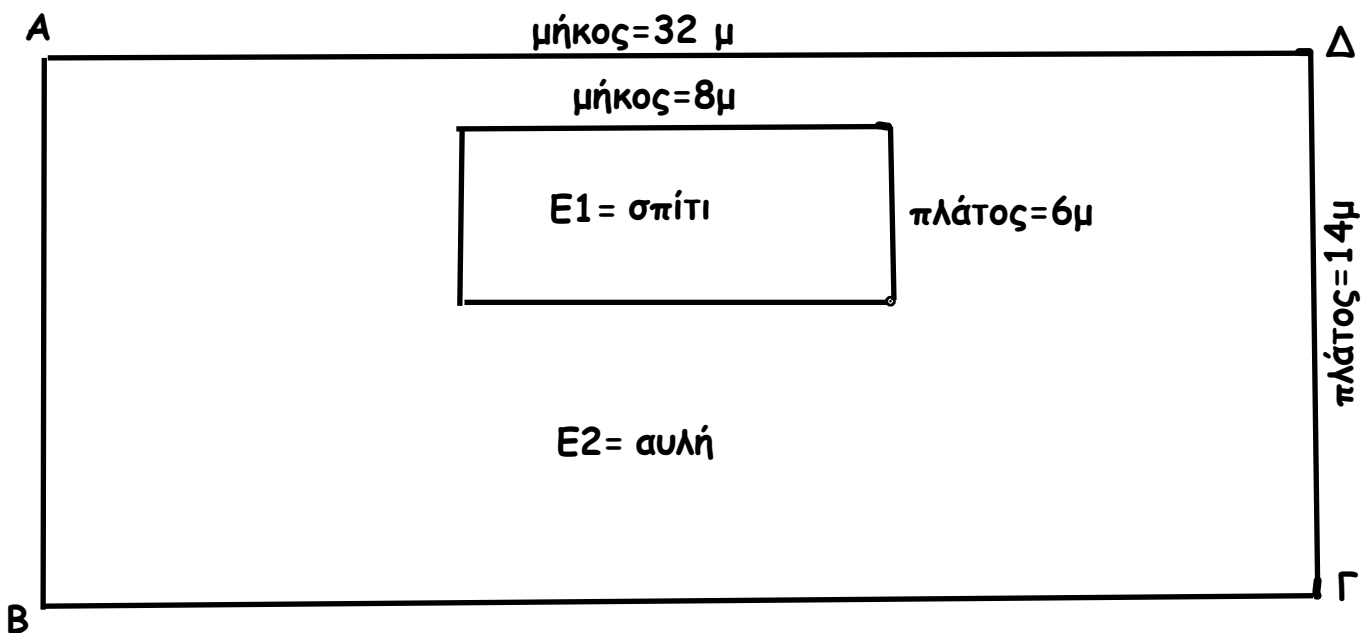 Α
μήκος=32 μ
Δ
μήκος=8μ
Ε1= σπίτι
πλάτος=6μ
πλάτος=14μ
Ε2= αυλή
Β
Γ